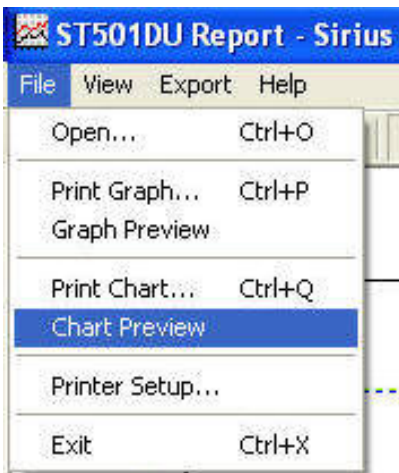 ST501DU Report - Sirius
File View Export Help
Open... Ctrl+O
Print Graph... Ctrl+P
Graph Preview
Print Chart... Ctrl+Q
Chart Preview
Printer Setup...
Exit Ctrl+X